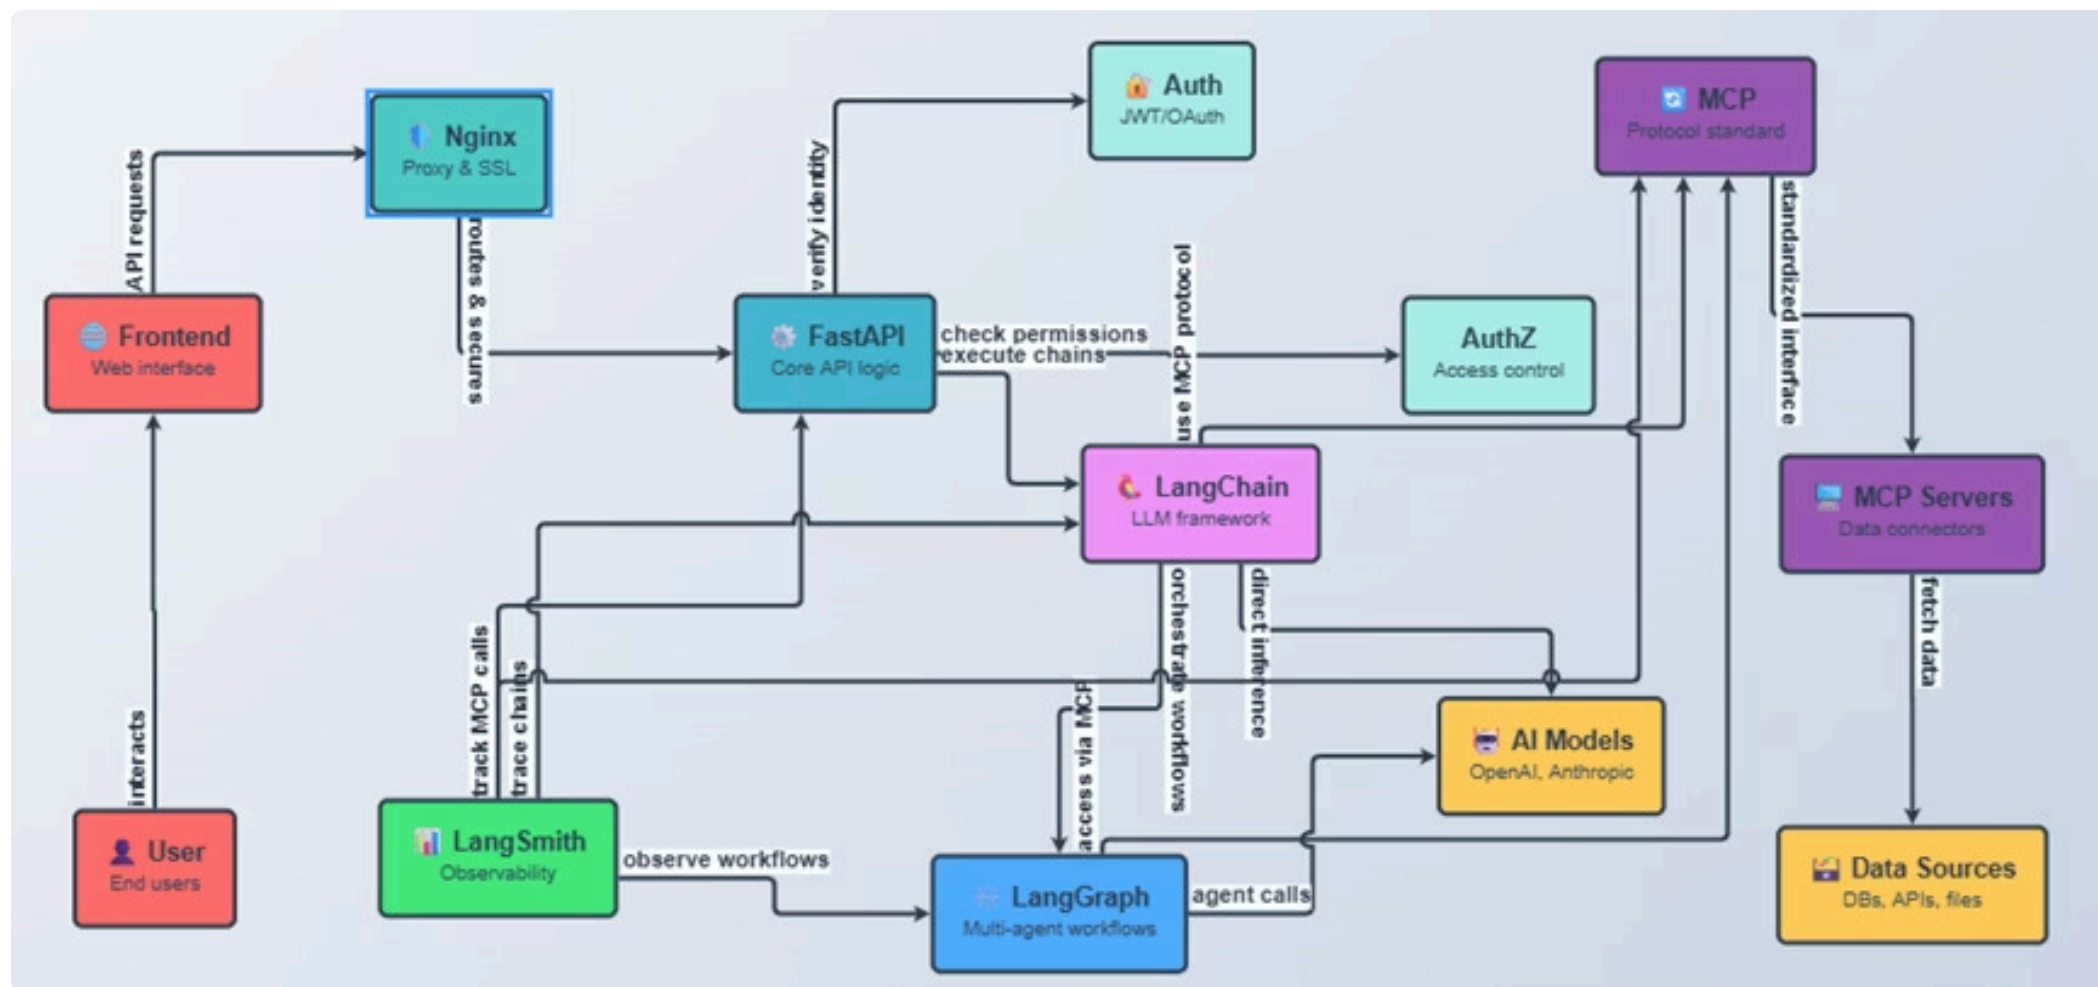 Auth
JWT/OAuth
MCP
Protocol standard
Nginx
Proxy & SSL
API requests
routes & secures
verify identity
use MCP protocol
standardized interface
Frontend
Web interface
FastAPI
Core API logic
check permissions
execute chains
AuthZ
Access control
LangChain
LLM framework
MCP Servers
Data connectors
interacts
track MCP calls
trace chains
access via MCP
orchestrate workflows
direct inference
fetch data
AI Models
OpenAI, Anthropic
User
End users
LangSmith
Observability
observe workflows
LangGraph
Multi-agent workflows
agent calls
Data Sources
DBs, APIs, files